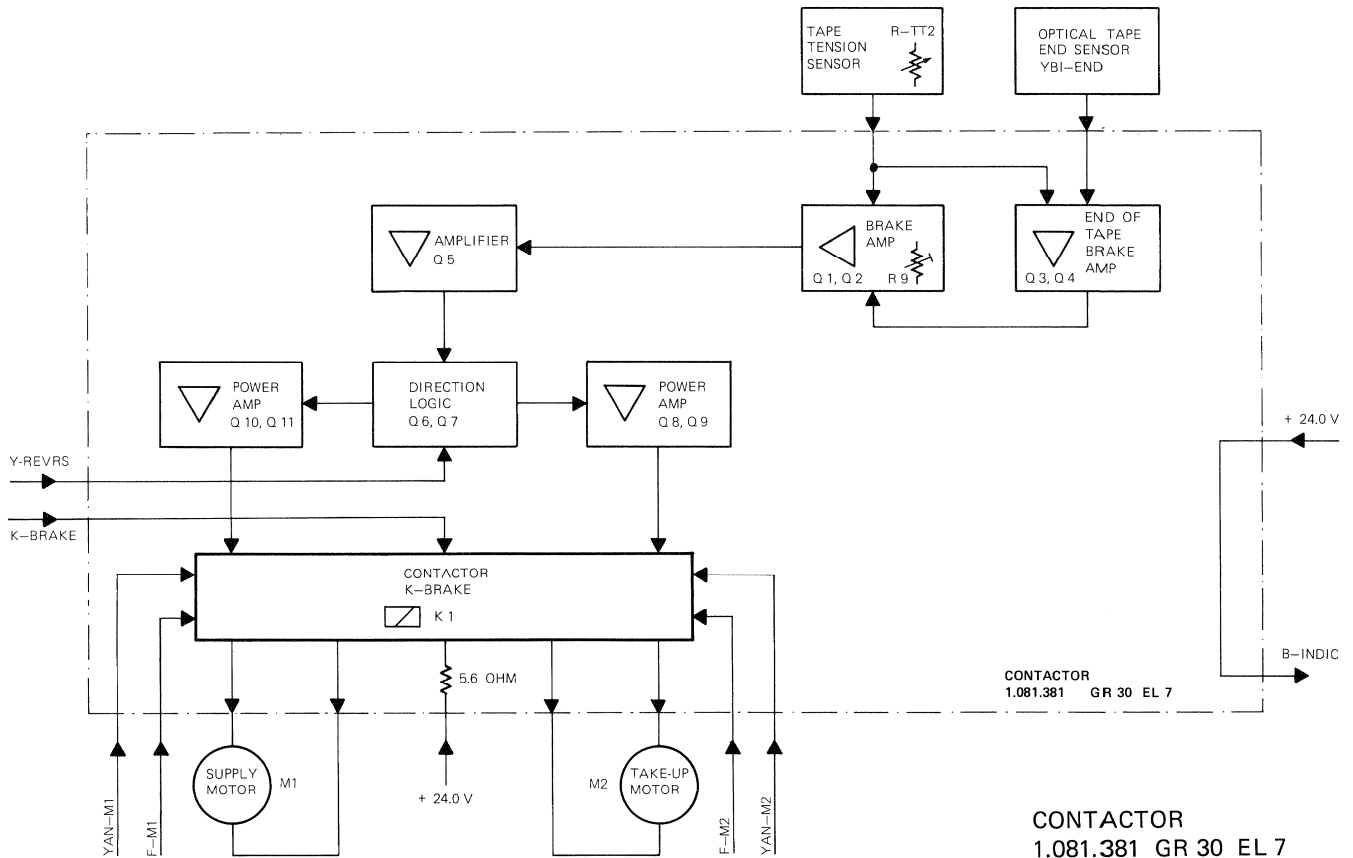 TAPE
TENSION
SENSOR
R–TT2
OPTICAL TAPE
END SENSOR
YBI–END
AMPLIFIER
Q 5
BRAKE
AMP
Q 1, Q 2
R 9
END OF
TAPE
BRAKE
AMP
Q 3, Q 4
POWER
AMP
Q 10, Q 11
DIRECTION
LOGIC
Q 6, Q 7
POWER
AMP
Q 8, Q 9
+ 24.0 V
Y-REVRS
K–BRAKE
CONTACTOR
K–BRAKE
K 1
5.6 OHM
B–INDIC
CONTACTOR
1.081.381 GR 30 EL 7
SUPPLY
MOTOR
M1
+ 24.0 V
M2
TAKE-UP
MOTOR
YAN–M1
F–M1
F–M2
YAN–M2
CONTACTOR
1.081.381 GR 30 EL 7